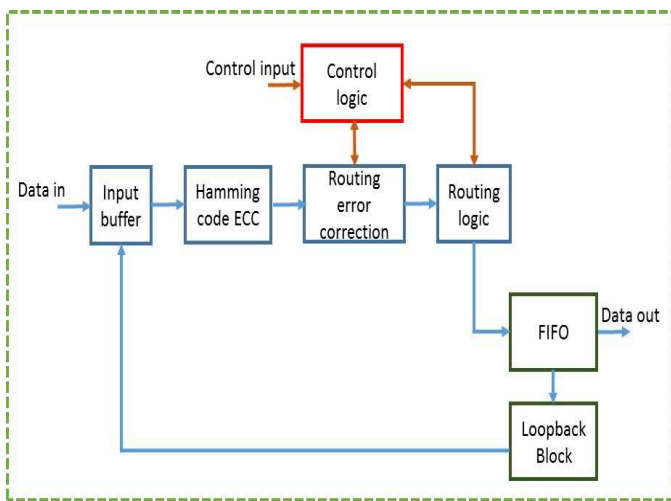 Control input
Control
logic
Data in
Input
buffer
Hamming
code ECC
Routing
error
correction
Routing
logic
FIFO
Data out
Loopback
Block